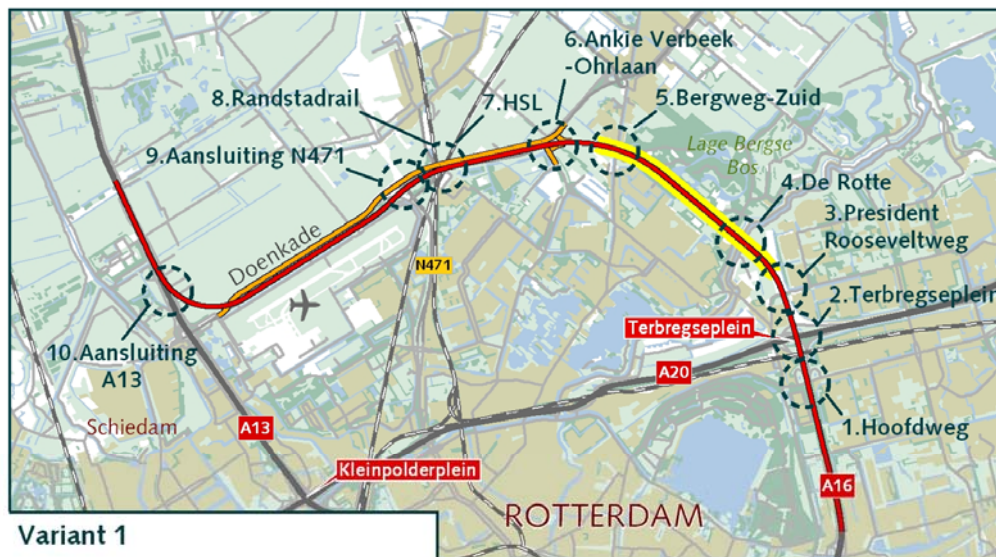 6.Ankie Verbeek
-Ohrlaan
7.HSL
8.Randstadrail
5.Bergweg-Zuid
9.Aansluiting N471
Lage Bergse
Bos
4.De Rotte
3.President
Rooseveltweg
Doenkade
N471
2.Terbregseplein
Terbregseplein
10.Aansluiting
A13
A20
Schiedam
A13
1.Hoofdweg
Kleinpolderplein
A16
ROTTERDAM
Variant 1